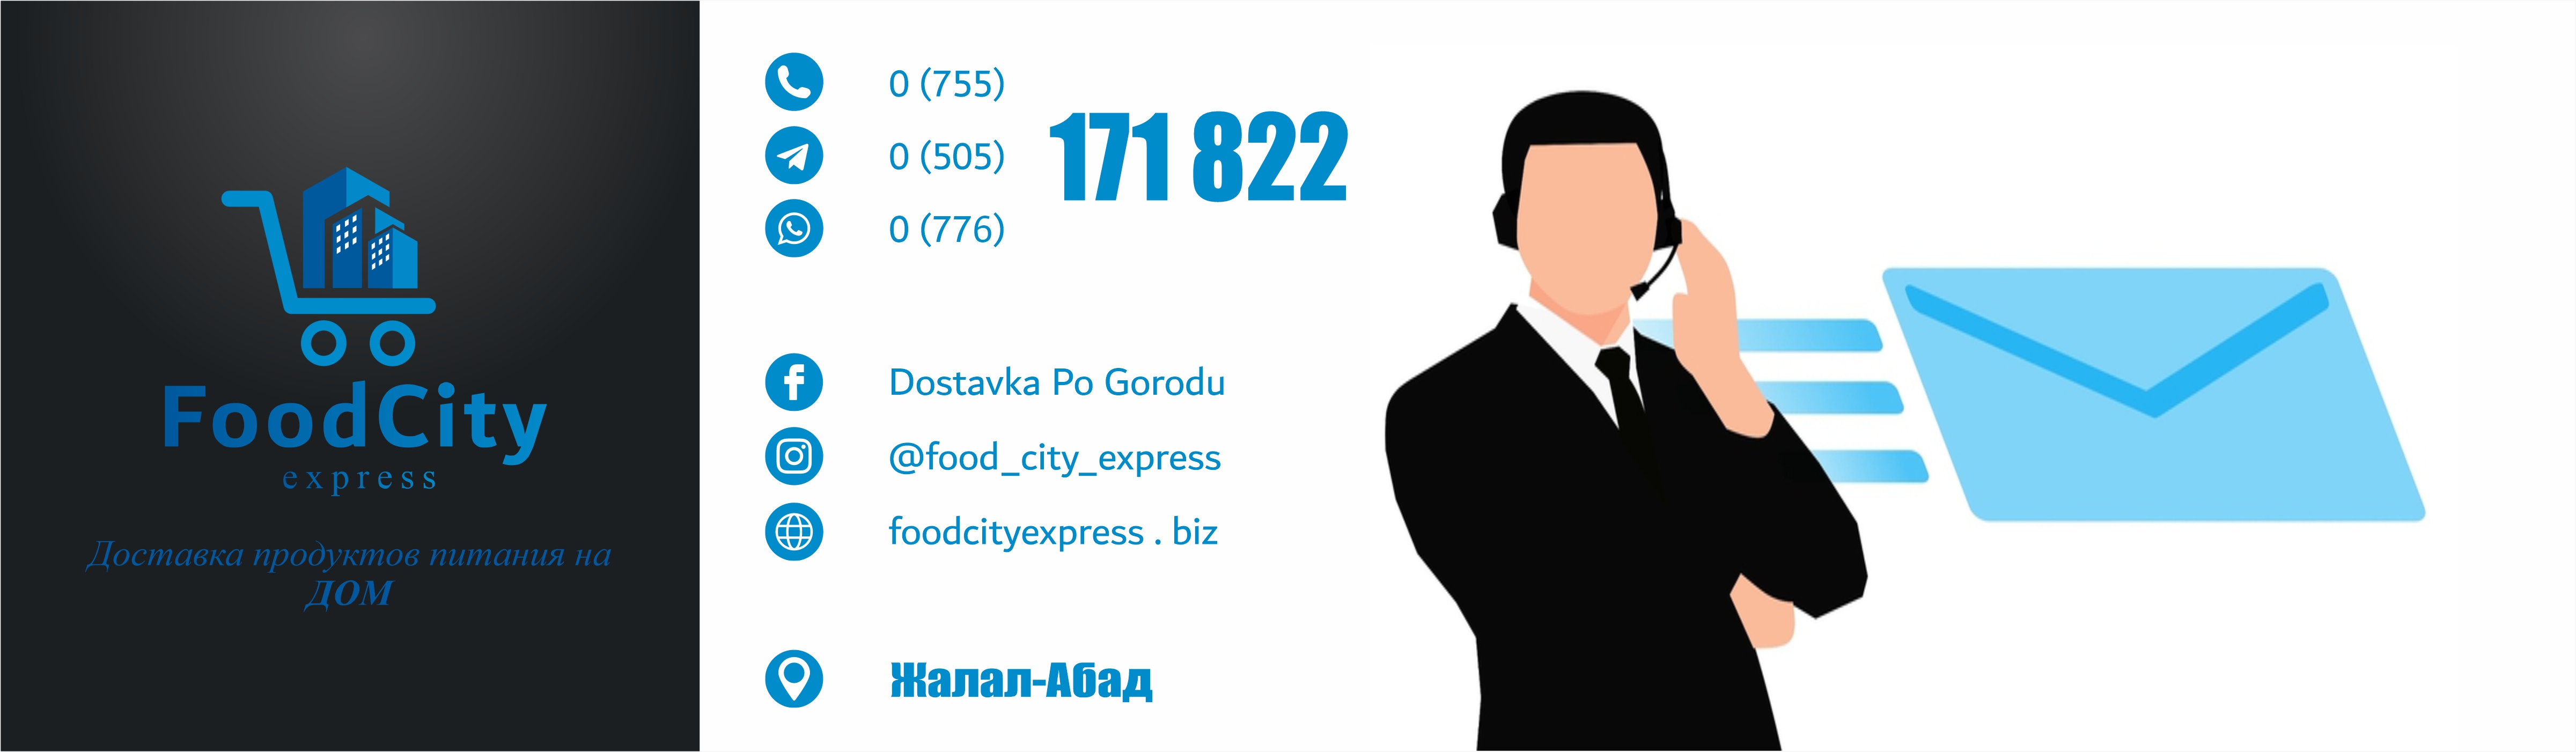 FoodCity
express
Доставка продуктов питания на
ДОМ
0 (755)
0 (505)
0 (776)
171 822
Dostavka Po Gorodu
@food_city_express
foodcityexpress . biz
Жалал-Абад